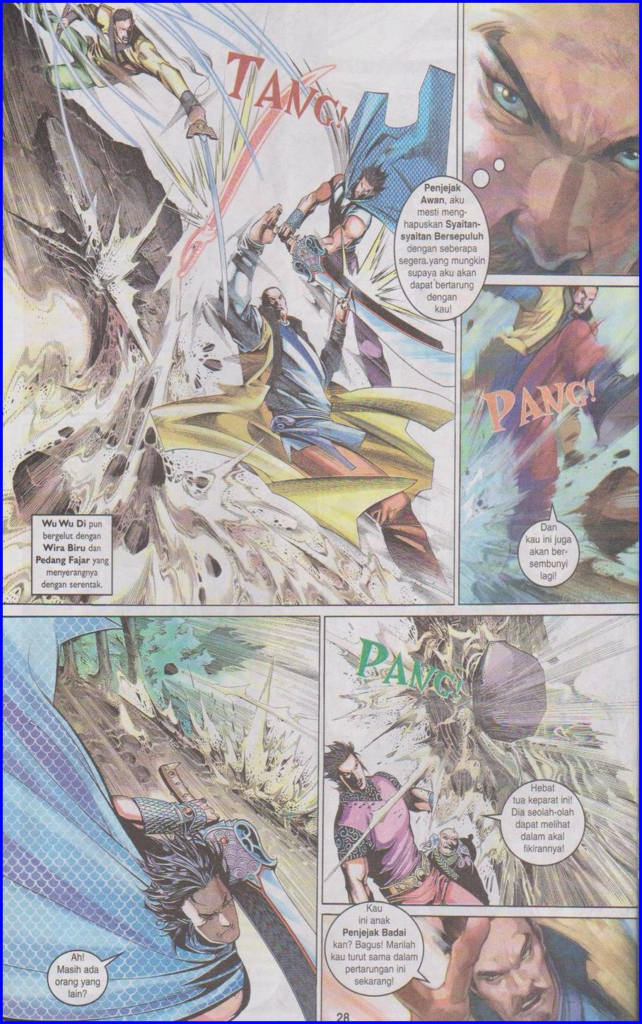 TANG!
Penjejak
Awan, aku
mesti meng-
hapuskan Syaitan-
syaitan Bersepuluh
dengan seberapa
segera yang mungkin
supaya aku akan
dapat bertarung
dengan
kau!
Wu Wu Di pun
bergelut dengan
Wira Biru dan
Pedang Fajar yang
menyerangnya
dengan serentak.
PANG!
Dan
kau ini juga
akan ber-
sembunyi
lagi!
Ah!
Masih ada
orang yang
lain?
PANG!
Hebat
tua keparat ini!
Dia seolah-olah
dapat melihat
dalam akal
fikirannya!
Kau
ini anak
Penjejak Badai
kan? Bagus! Marilah
kau turut sama dalam
pertarungan ini
sekarang!
28